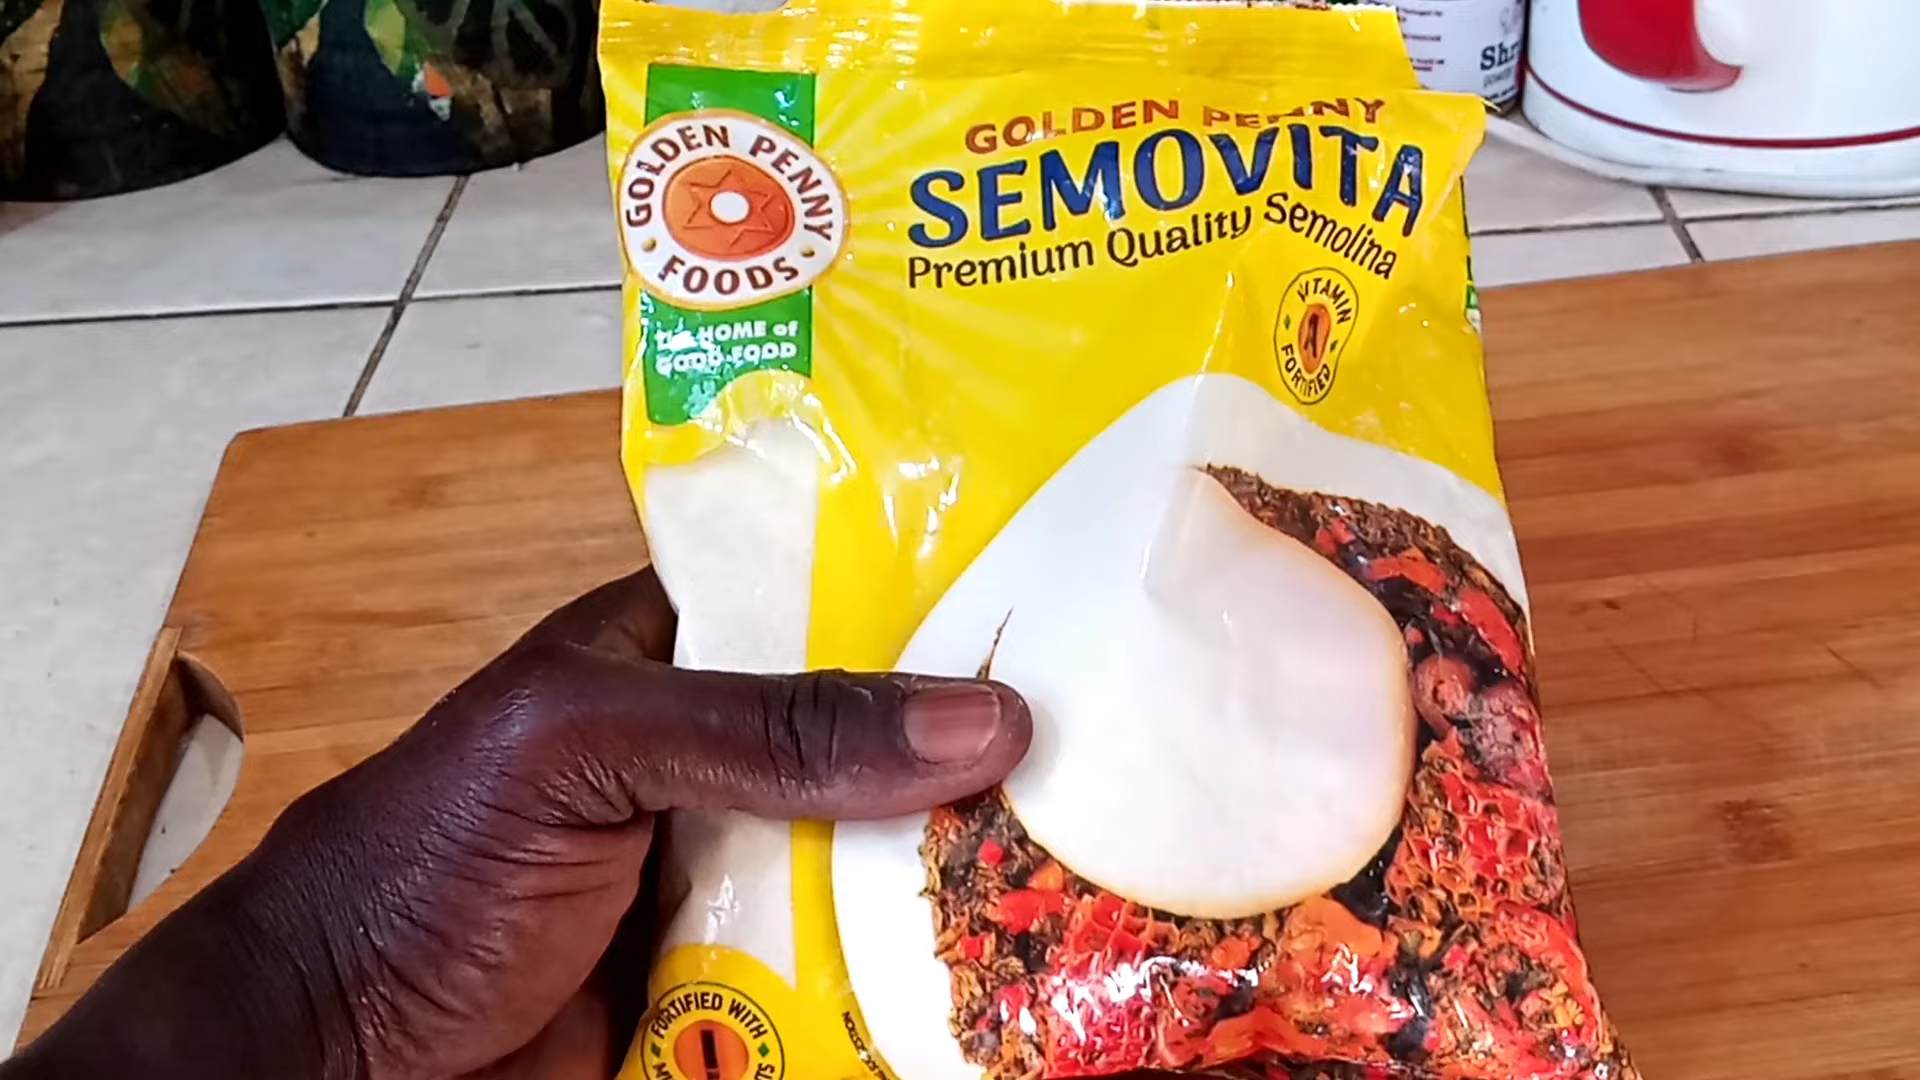 GOLDEN PENNY
FOODS
THE HOME of
GOOD FOOD
GOLDEN PENNY
SEMOVITA
Premium Quality Semolina
VITAMIN
A
FORTIFIED
FORTIFIED WITH